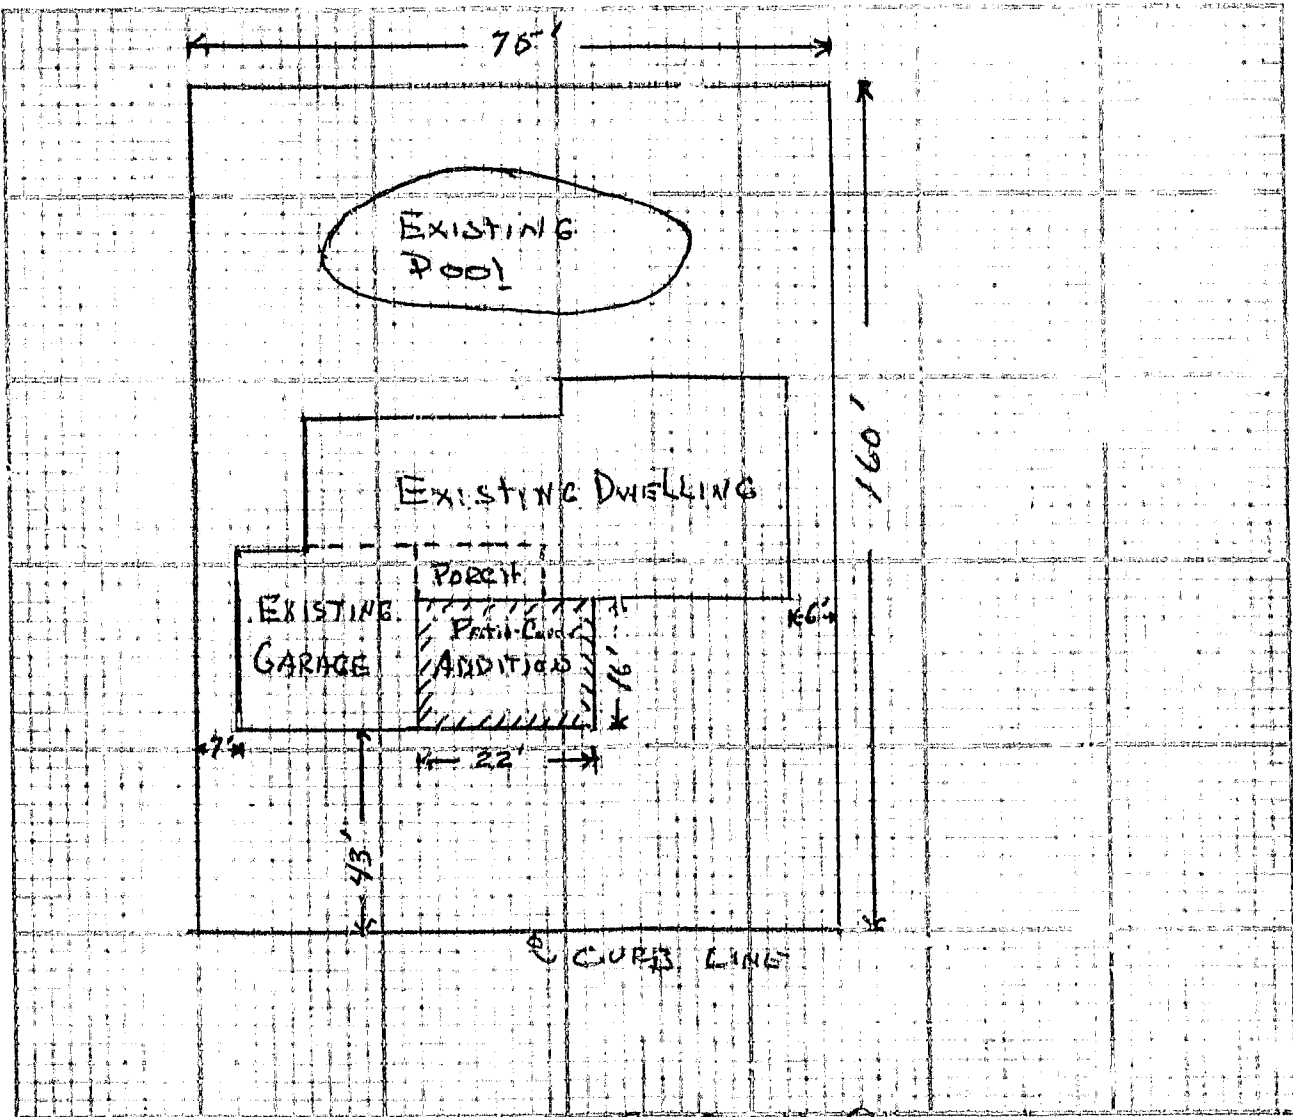 75'
EXISTING
POOL
160'
EXISTING DWELLING
PORCH
EXISTING
GARAGE
ADDITION
16'
6'
7'
22'
43'
CURB LINE